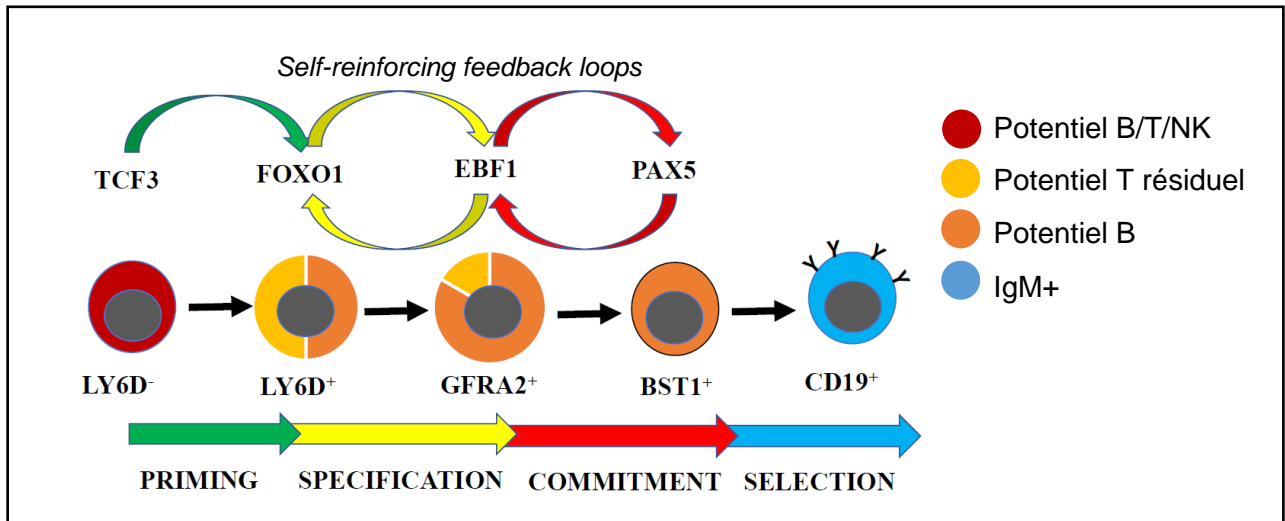 Self-reinforcing feedback loops
TCF3
FOXO1
EBF1
PAX5
Potentiel B/T/NK
Potentiel T résiduel
Potentiel B
IgM+
LY6D⁻
LY6D⁺
GFRA2⁺
BST1⁺
CD19⁺
PRIMING
SPECIFICATION
COMMITMENT
SELECTION